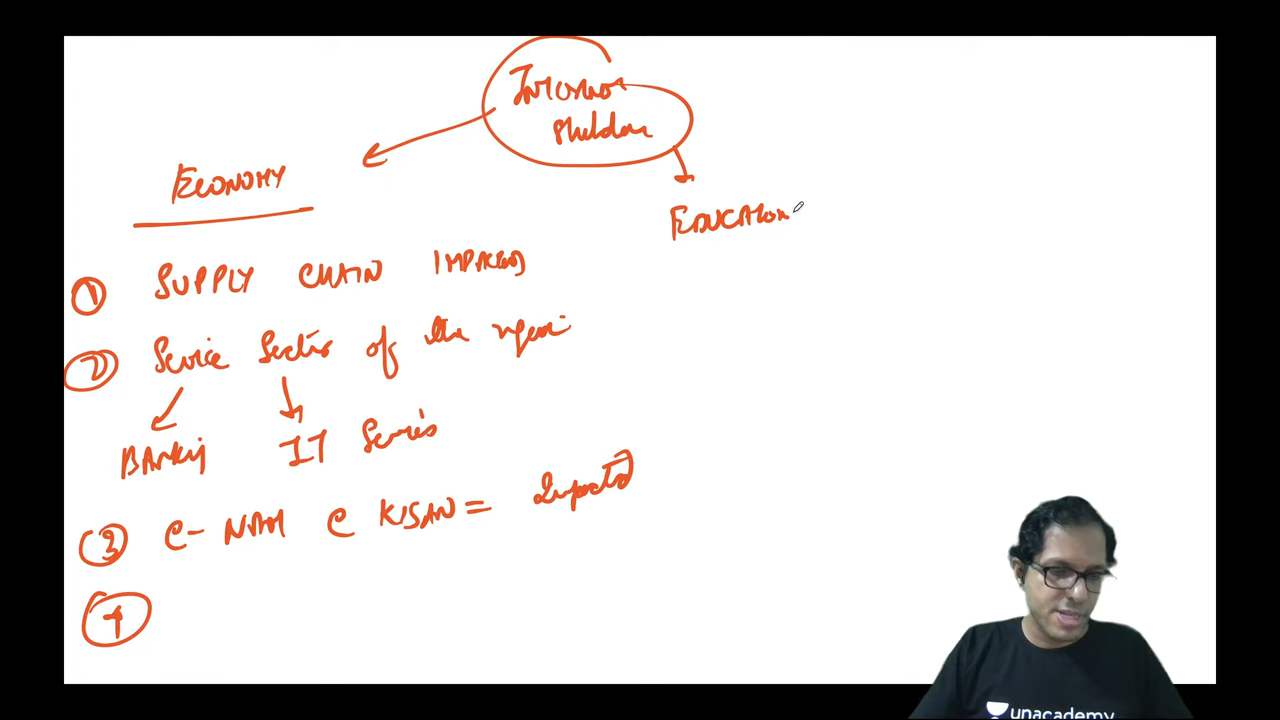 Internet
Shutdown
ECONOMY
EDUCATION
1 SUPPLY CHAIN IMPACED
2 Service Sector of the region
BANKing IT Services
3 e-NAM e KISAN = Impacted
4
unacademy